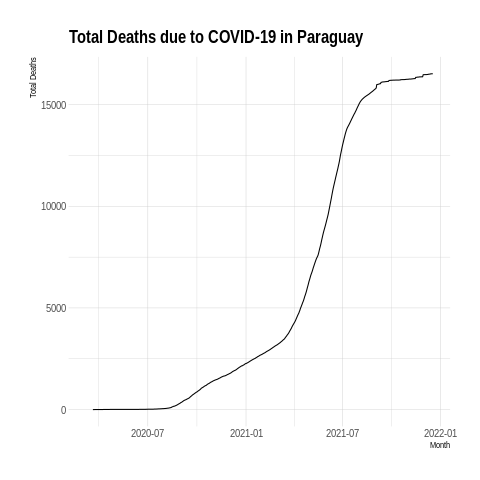 Total Deaths due to COVID-19 in Paraguay
Total Deaths
15000
10000
5000
0
2020-07 2021-01 2021-07 2022-01
Month